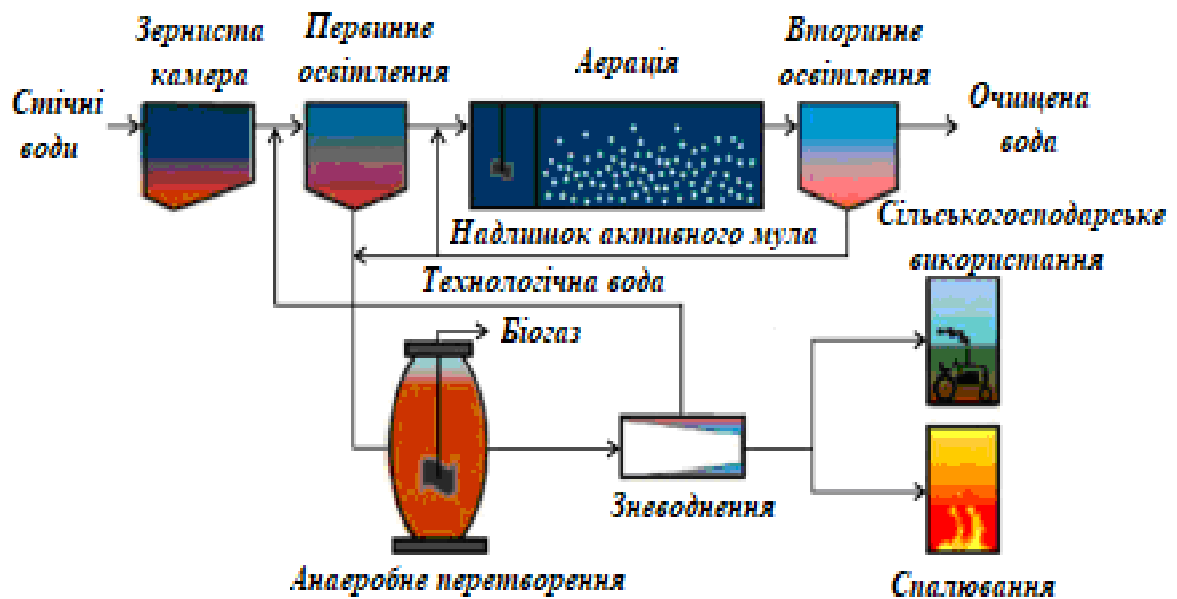 Зерниста
камера
Первинне
освітлення
Аерація
Вторинне
освітлення
Стічні
води
Очищена
вода
Надлишок активного мула
Сільськогосподарське
використання
Технологічна вода
Біогаз
Зневоднення
Анаеробне перетворення
Спалювання